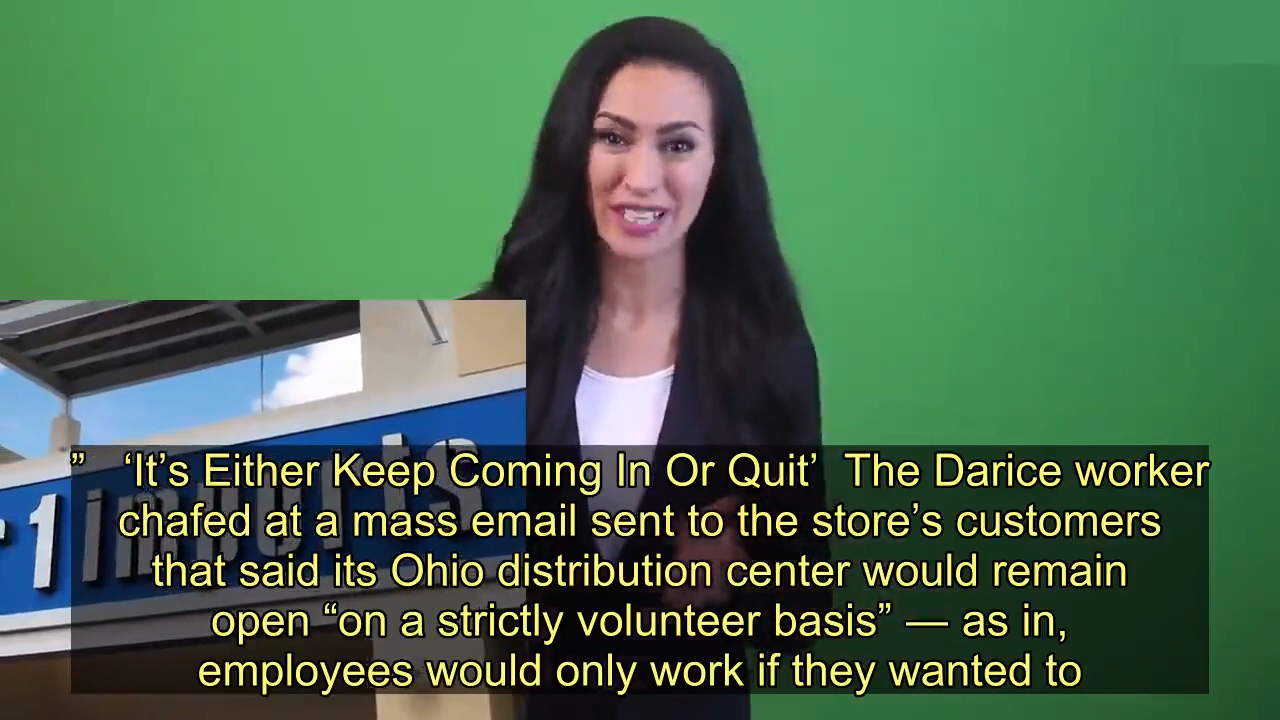 1 imports
”   ‘It’s Either Keep Coming In Or Quit’  The Darice worker
chafed at a mass email sent to the store’s customers
that said its Ohio distribution center would remain
open “on a strictly volunteer basis” — as in,
employees would only work if they wanted to